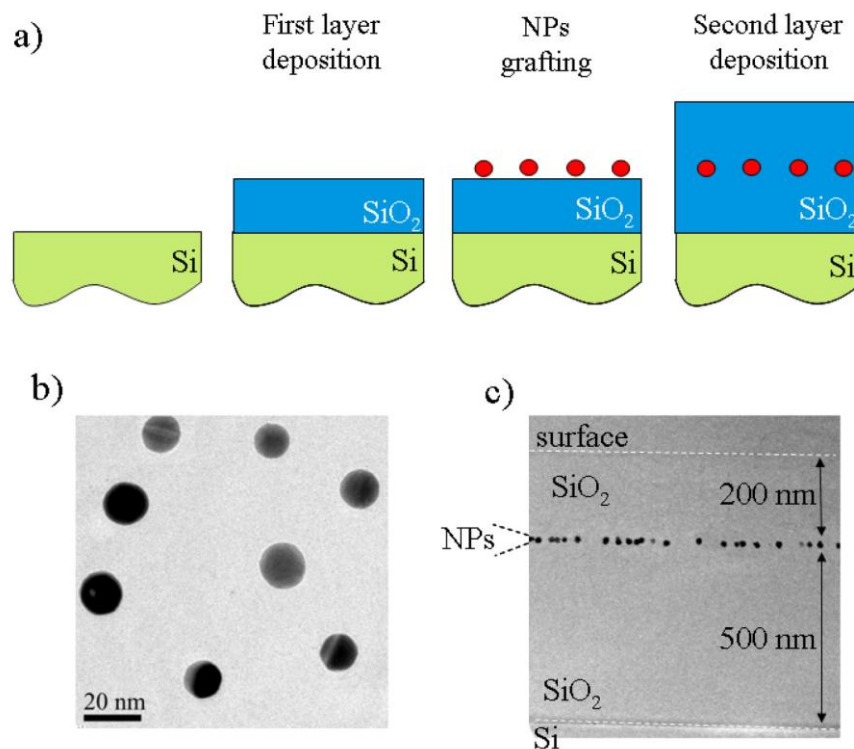 a)
First layer
deposition
NPs
grafting
Second layer
deposition
Si
SiO₂
Si
SiO₂
Si
SiO₂
Si
b)
20 nm
c)
surface
SiO₂
200 nm
NPs
500 nm
SiO₂
Si